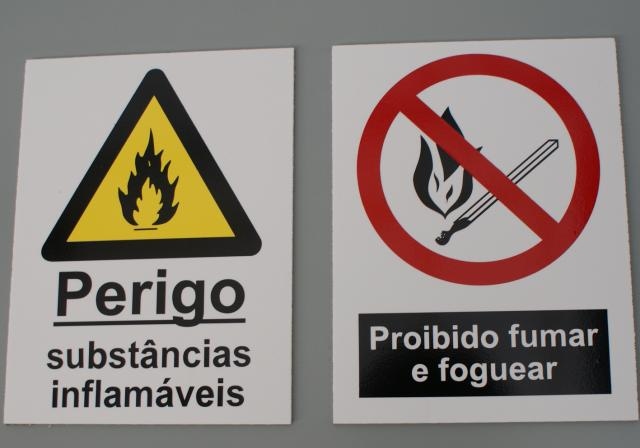 Perigo
substâncias
inflamáveis
Proibido fumar
e foguear